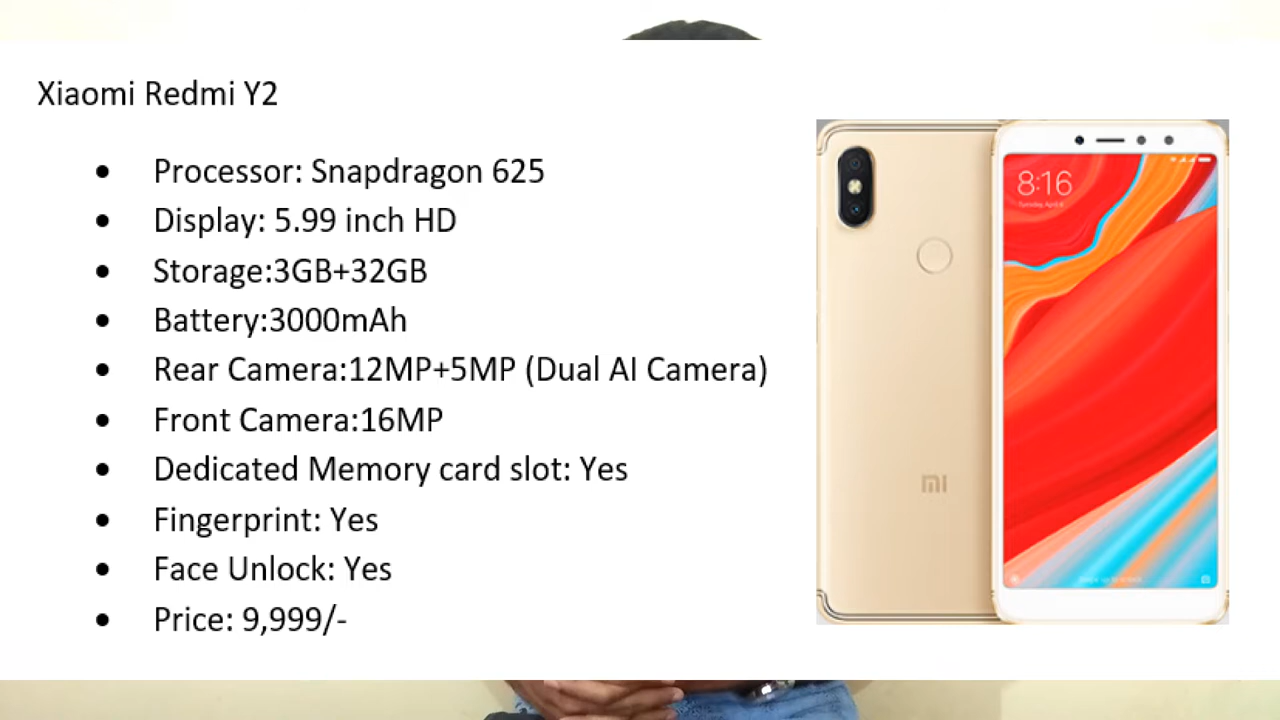 Xiaomi Redmi Y2
• Processor: Snapdragon 625
• Display: 5.99 inch HD
• Storage:3GB+32GB
• Battery:3000mAh
• Rear Camera:12MP+5MP (Dual AI Camera)
• Front Camera:16MP
• Dedicated Memory card slot: Yes
• Fingerprint: Yes
• Face Unlock: Yes
• Price: 9,999/-
8:16
MI